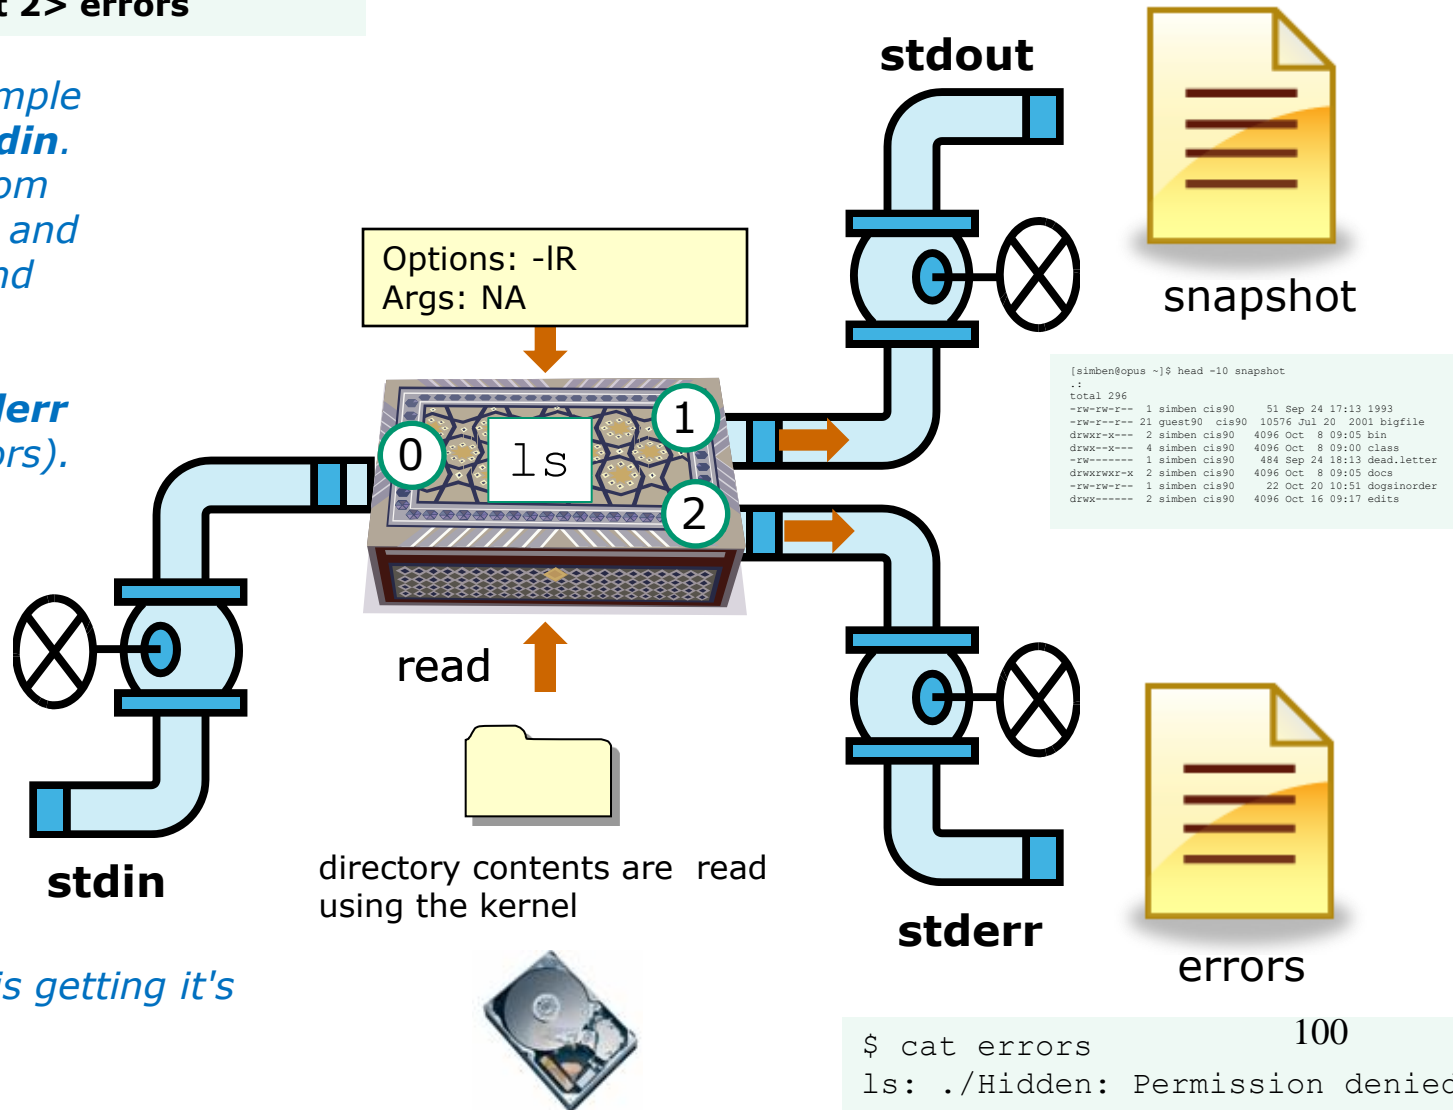 t 2> errors
mple
din.
om
and
nd
lerr
ors).
is getting it's
Options: -lR
Args: NA
0
ls
1
2
read
directory contents are read
using the kernel
stdin
stdout
snapshot
[simben@opus ~]$ head -10 snapshot
.:
total 296
-rw-rw-r-- 1 simben cis90 51 Sep 24 17:13 1993
-rw-r--r-- 21 guest90 cis90 10576 Jul 20 2001 bigfile
drwxr-x--- 2 simben cis90 4096 Oct 8 09:05 bin
drwx--x--- 4 simben cis90 4096 Oct 8 09:00 class
-rw------- 1 simben cis90 484 Sep 24 18:13 dead.letter
drwxrwxr-x 2 simben cis90 4096 Oct 8 09:05 docs
-rw-rw-r-- 1 simben cis90 22 Oct 20 10:51 dogsinorder
drwx------ 2 simben cis90 4096 Oct 16 09:17 edits
stderr
errors
100
$ cat errors
ls: ./Hidden: Permission denied